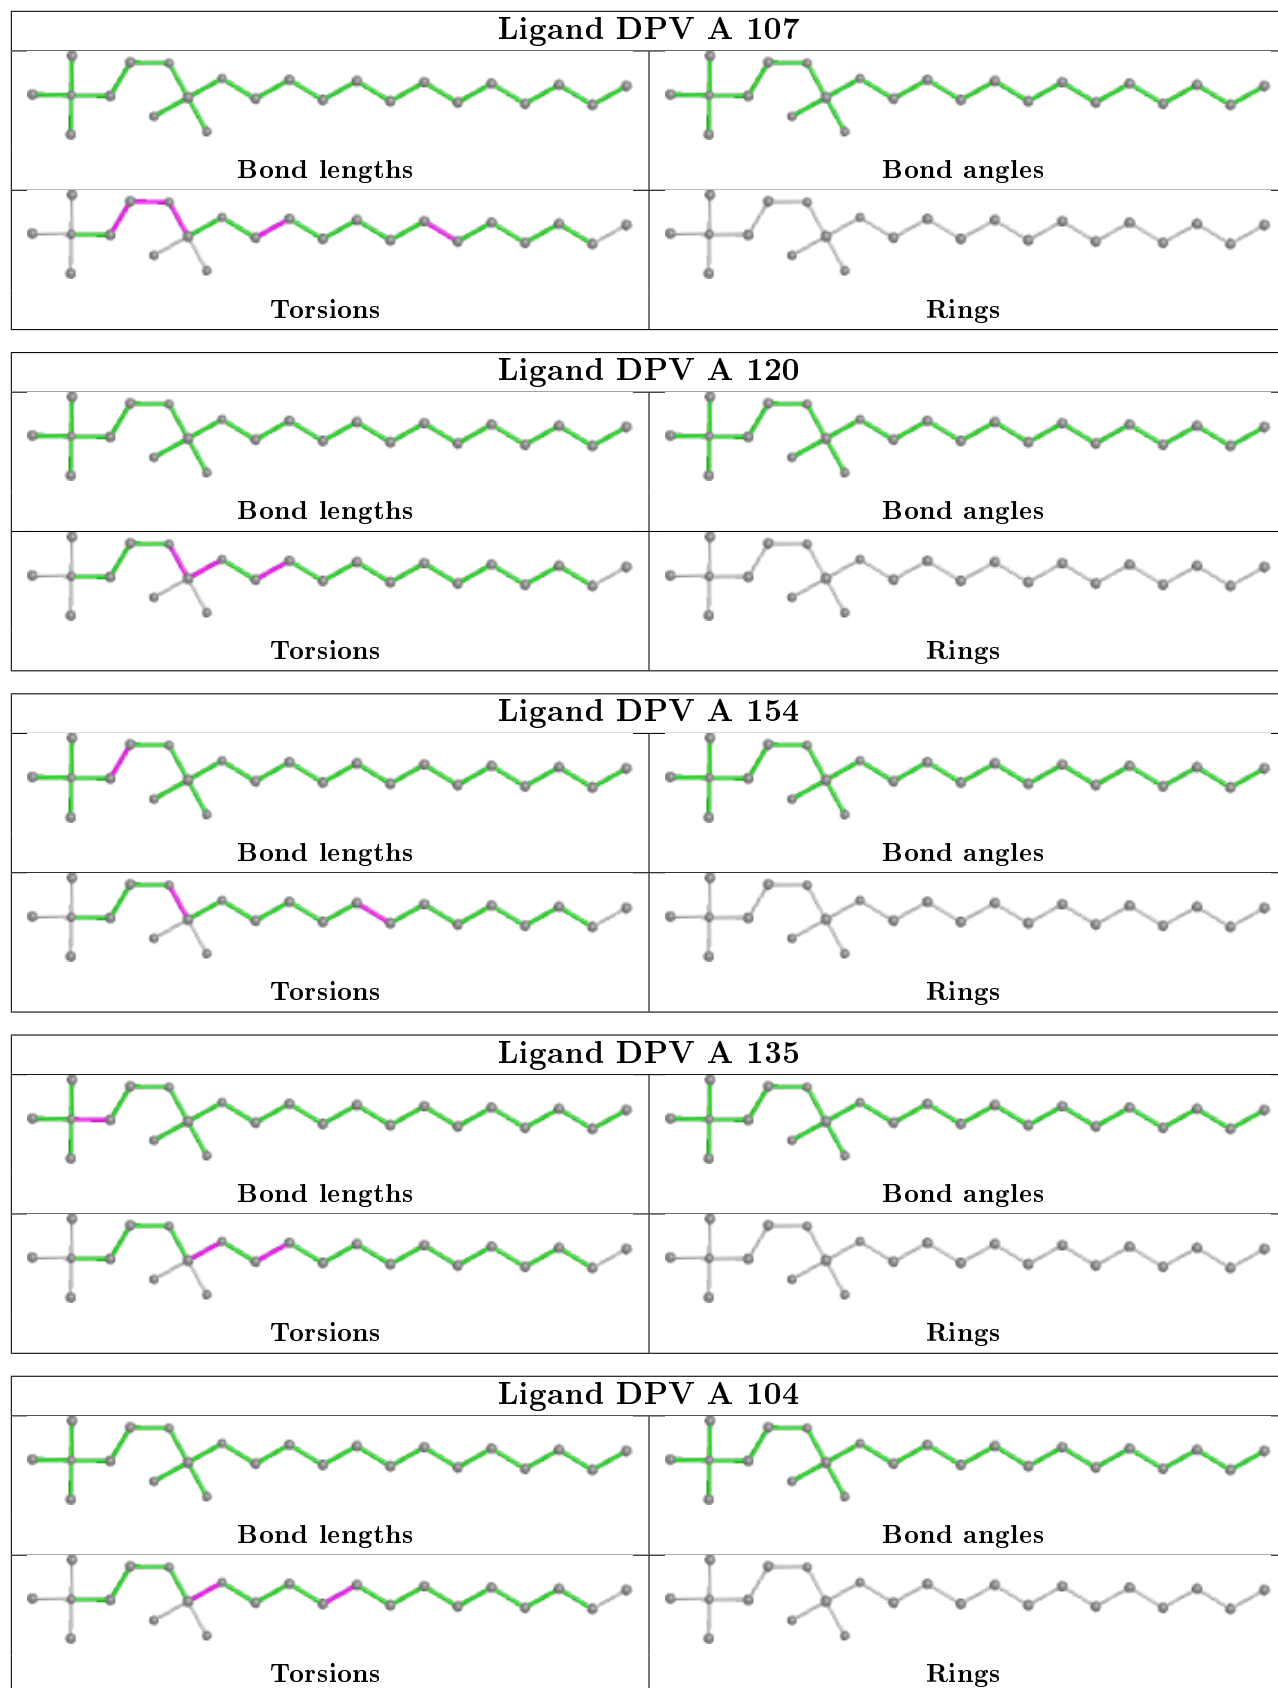 Ligand DPV A 107
Bond lengths
Bond angles
Torsions
Rings
Ligand DPV A 120
Bond lengths
Bond angles
Torsions
Rings
Ligand DPV A 154
Bond lengths
Bond angles
Torsions
Rings
Ligand DPV A 135
Bond lengths
Bond angles
Torsions
Rings
Ligand DPV A 104
Bond lengths
Bond angles
Torsions
Rings